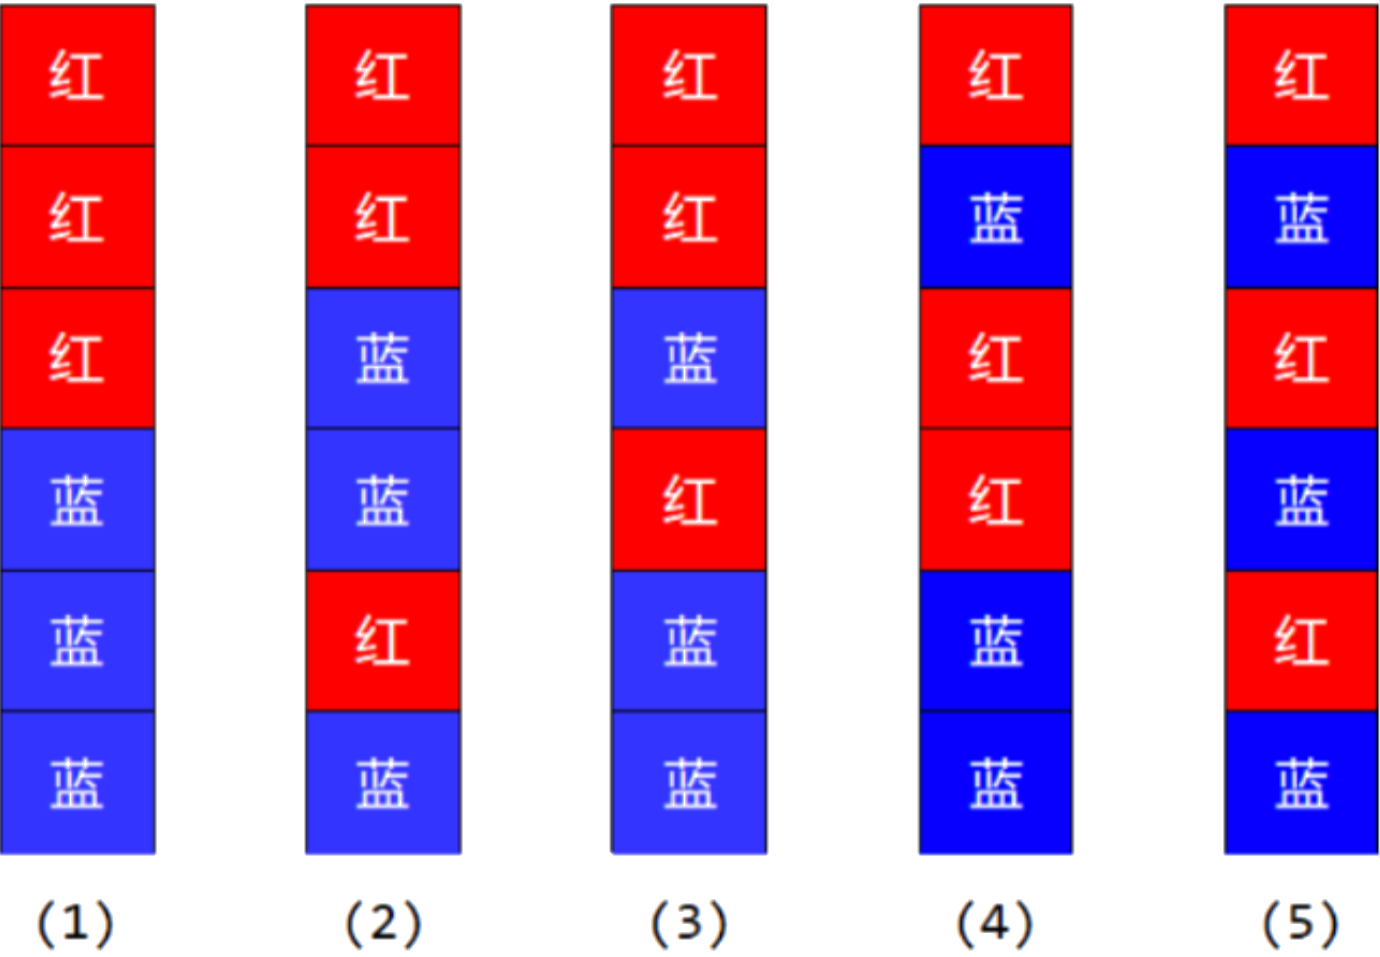 红 红 红 红 红
红 红 红 蓝 蓝
红 蓝 蓝 红 红
蓝 蓝 红 红 蓝
蓝 红 蓝 蓝 红
蓝 蓝 蓝 蓝 蓝
(1) (2) (3) (4) (5)